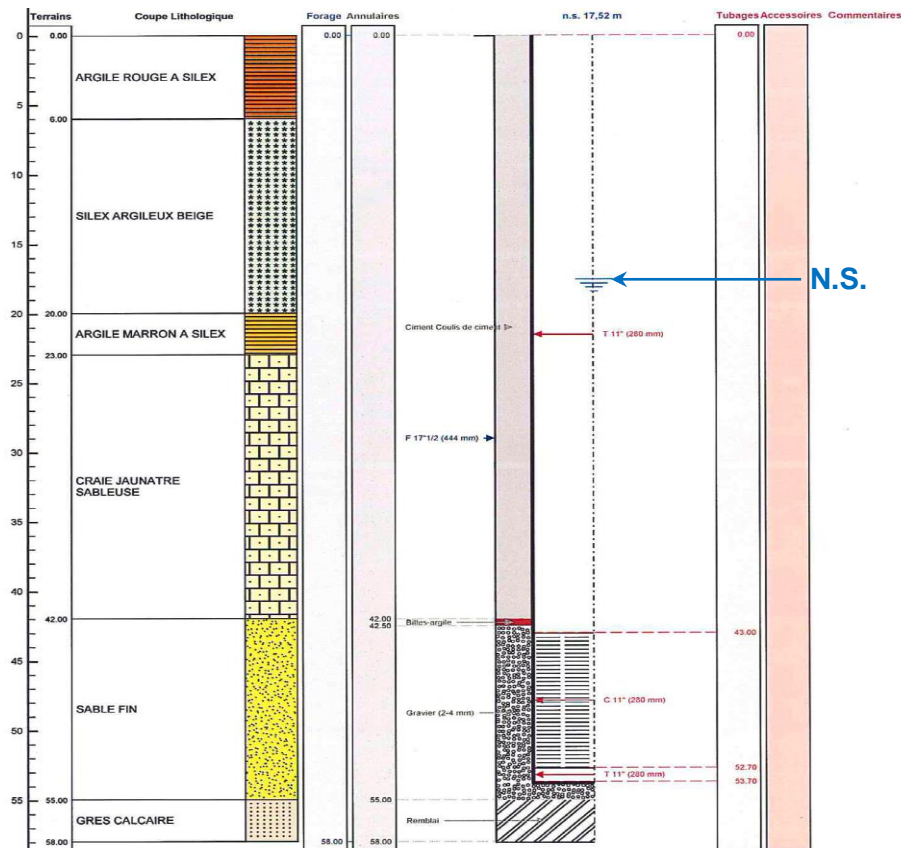 Terrains Coupe Lithologique Forage Annulaires n.s. 17,52 m Tubages Accessoires Commentaires
0 0.00 0.00 0.00 0.00
ARGILE ROUGE A SILEX
5
6.00
10
SILEX ARGILEUX BEIGE
15
N.S.
20 20.00
ARGILE MARRON A SILEX Ciment Coulis de ciment T 11" (280 mm)
23.00
25
F 17"1/2 (444 mm)
30
CRAIE JAUNATRE
SABLEUSE
35
40
42.00 Billes-argile 42.00
42.50
43.00
45
SABLE FIN Gravier (2-4 mm) C 11" (280 mm)
50
52.70
T 11" (280 mm)
53.70
55 55.00 55.00
GRES CALCAIRE Remblai
58.00 58.00 58.00